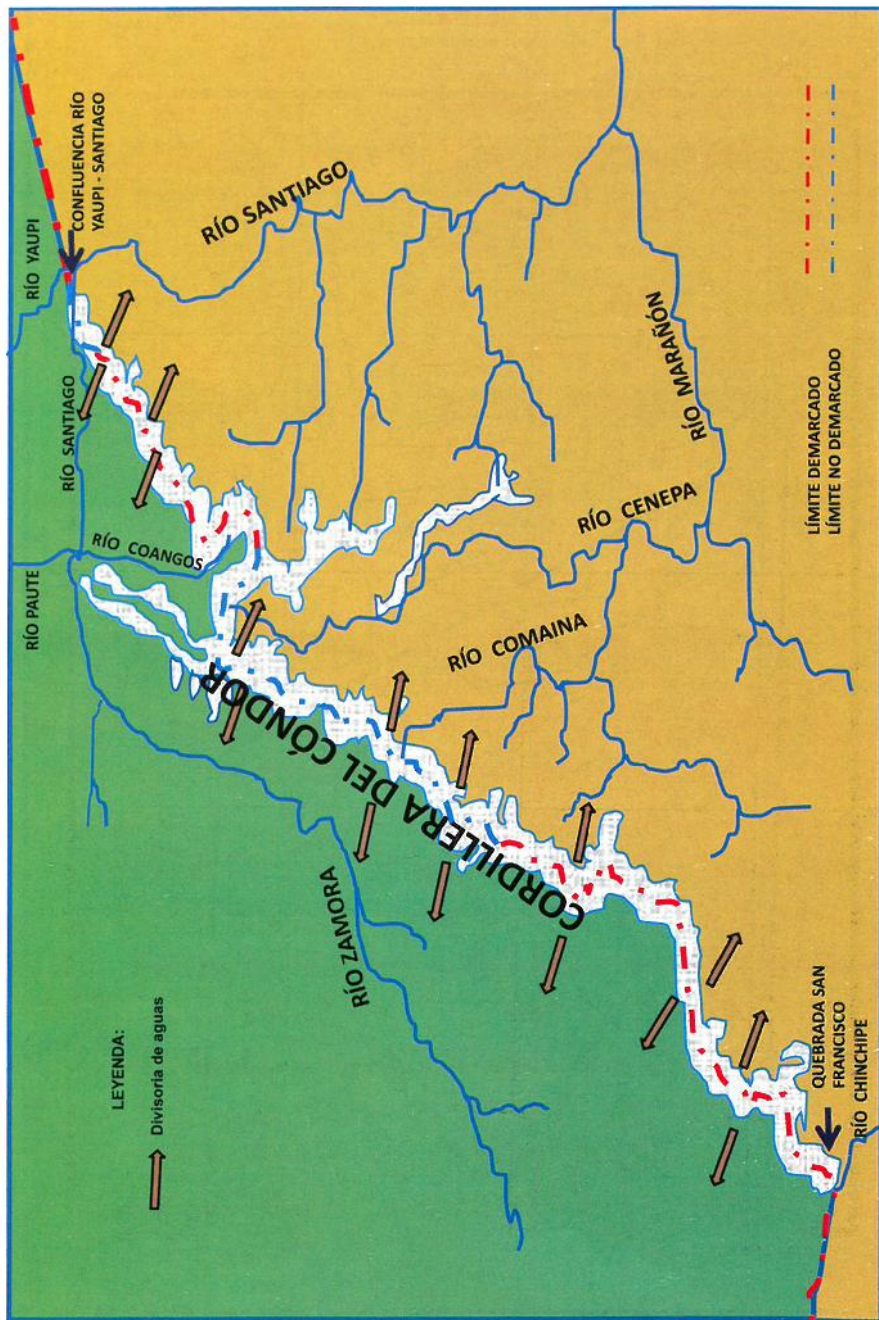 RÍO YAUPI
CONFLUENCIA RÍO
YAUPI - SANTIAGO
RÍO SANTIAGO
RÍO SANTIAGO
RÍO PAUTE
RÍO COANGOS
RÍO MARAÑÓN
RÍO CENEPA
RÍO COMAINA
CORDILLERA DEL CÓNDOR
RÍO ZAMORA
LEYENDA:
Divisoria de aguas
LÍMITE DEMARCADO
LÍMITE NO DEMARCADO
QUEBRADA SAN
FRANCISCO
RÍO CHINCHIPE